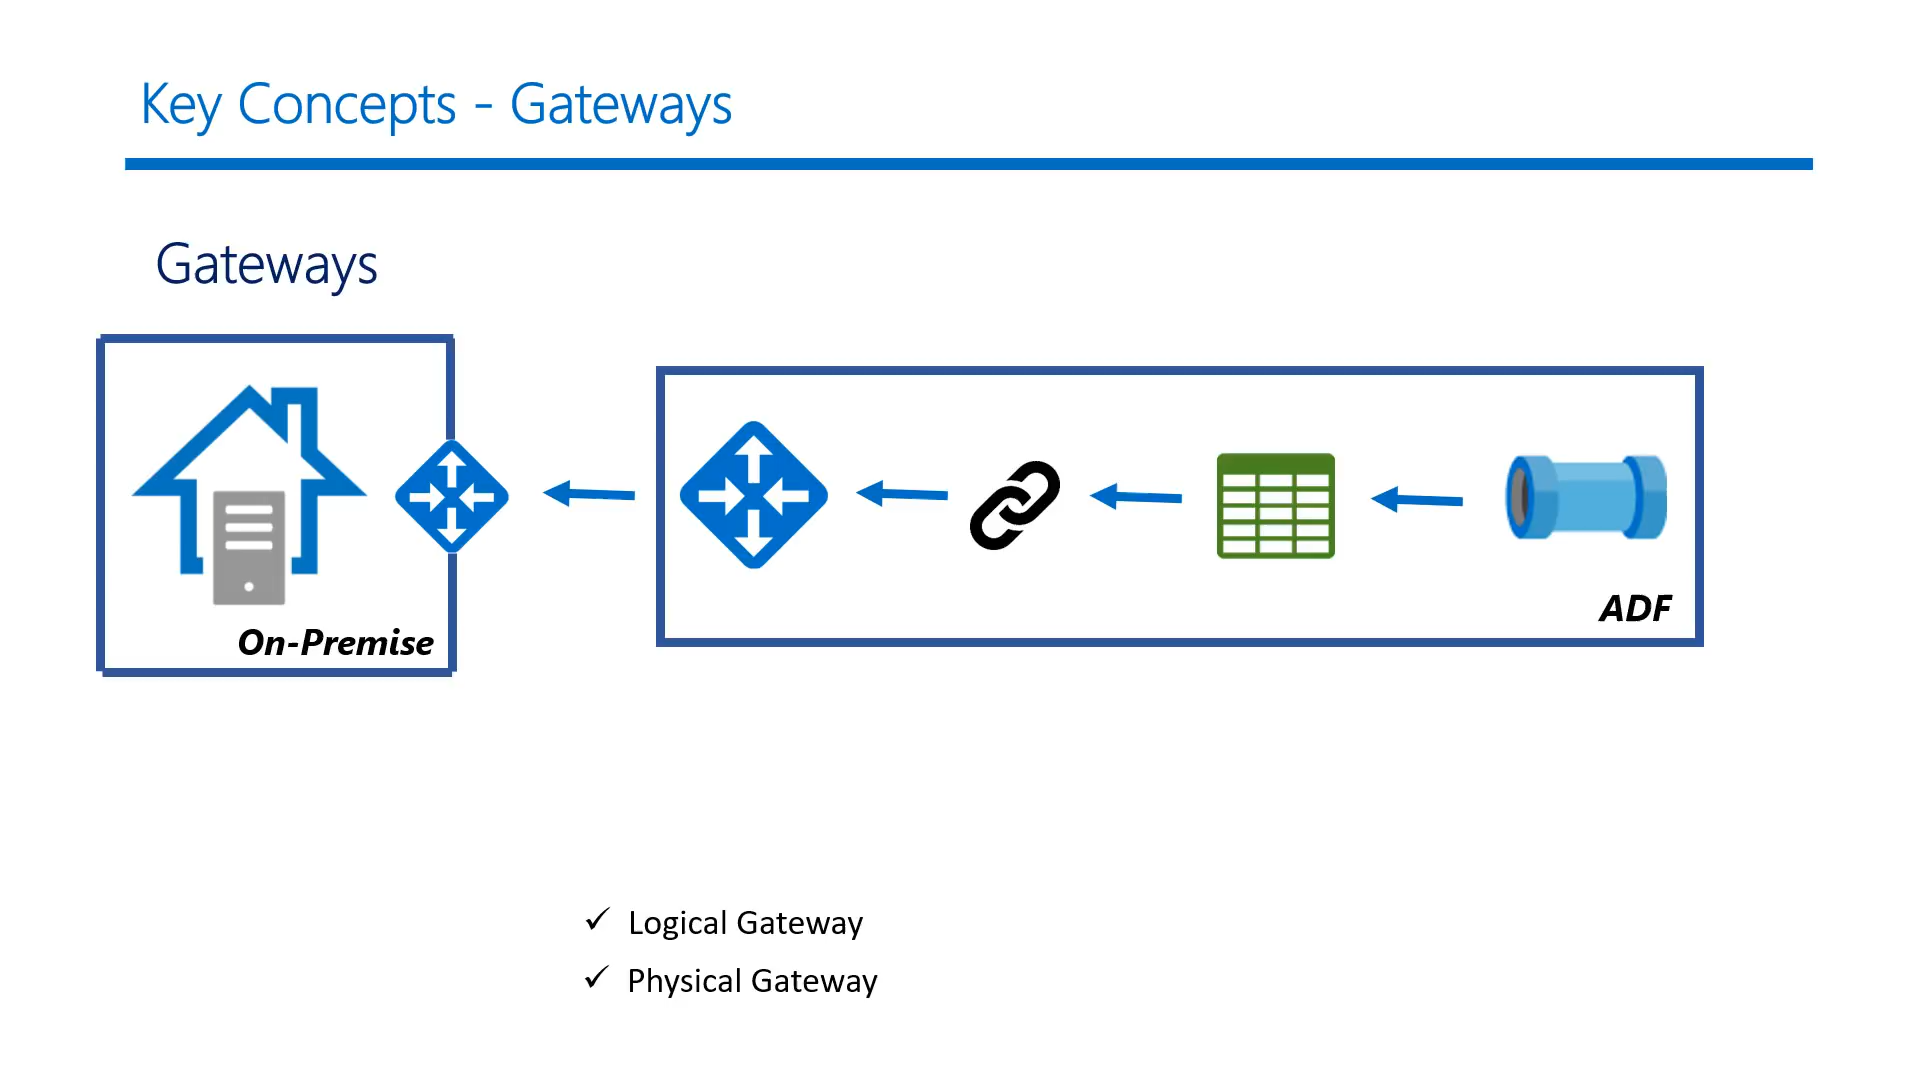 Key Concepts - Gateways
Gateways
On-Premise
ADF
✓ Logical Gateway
✓ Physical Gateway